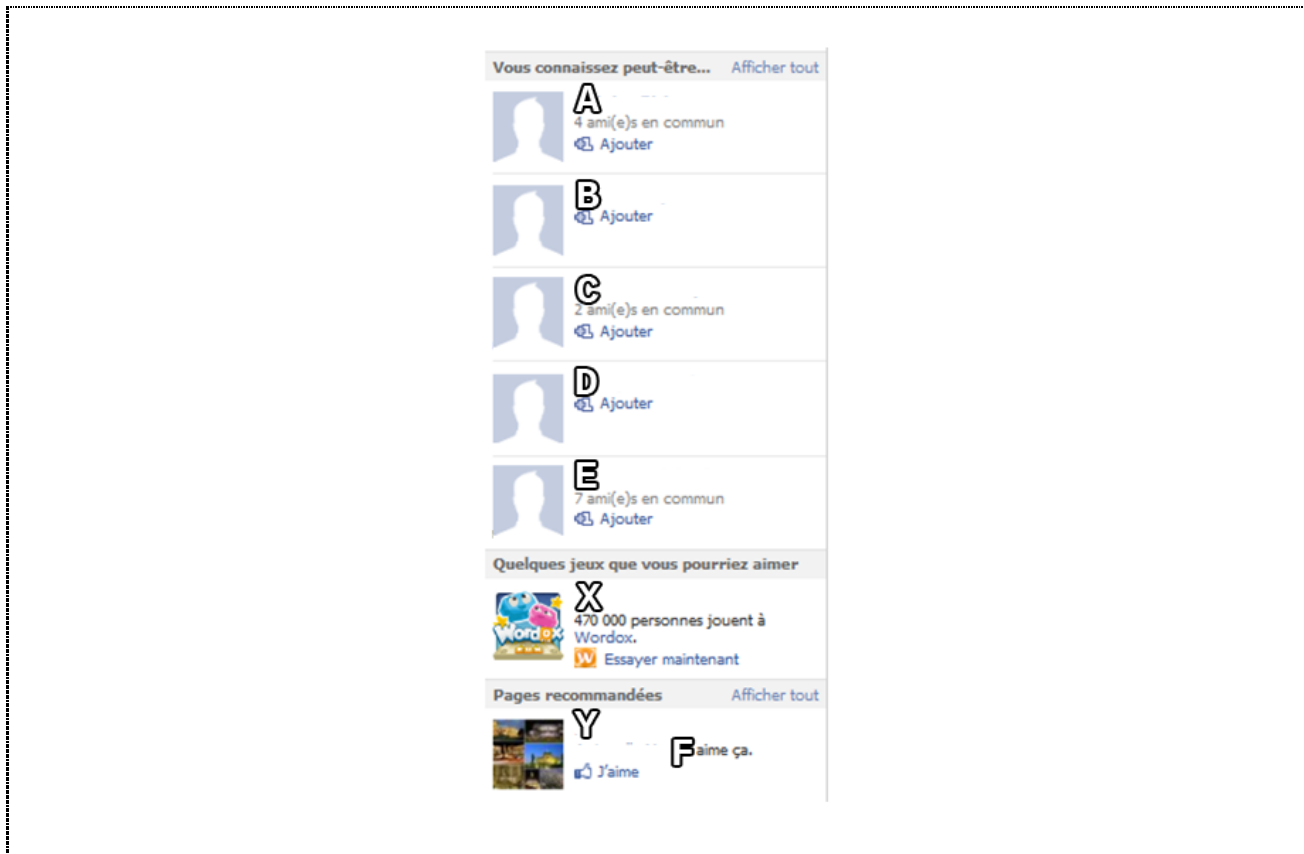 Vous connaissez peut-être... Afficher tout
A
4 ami(e)s en commun
Ajouter
B
Ajouter
C
2 ami(e)s en commun
Ajouter
D
Ajouter
E
7 ami(e)s en commun
Ajouter
Quelques jeux que vous pourriez aimer
X
Wordox
470 000 personnes jouent à
Wordox.
W Essayer maintenant
Pages recommandées Afficher tout
Y
F aime ça.
J'aime